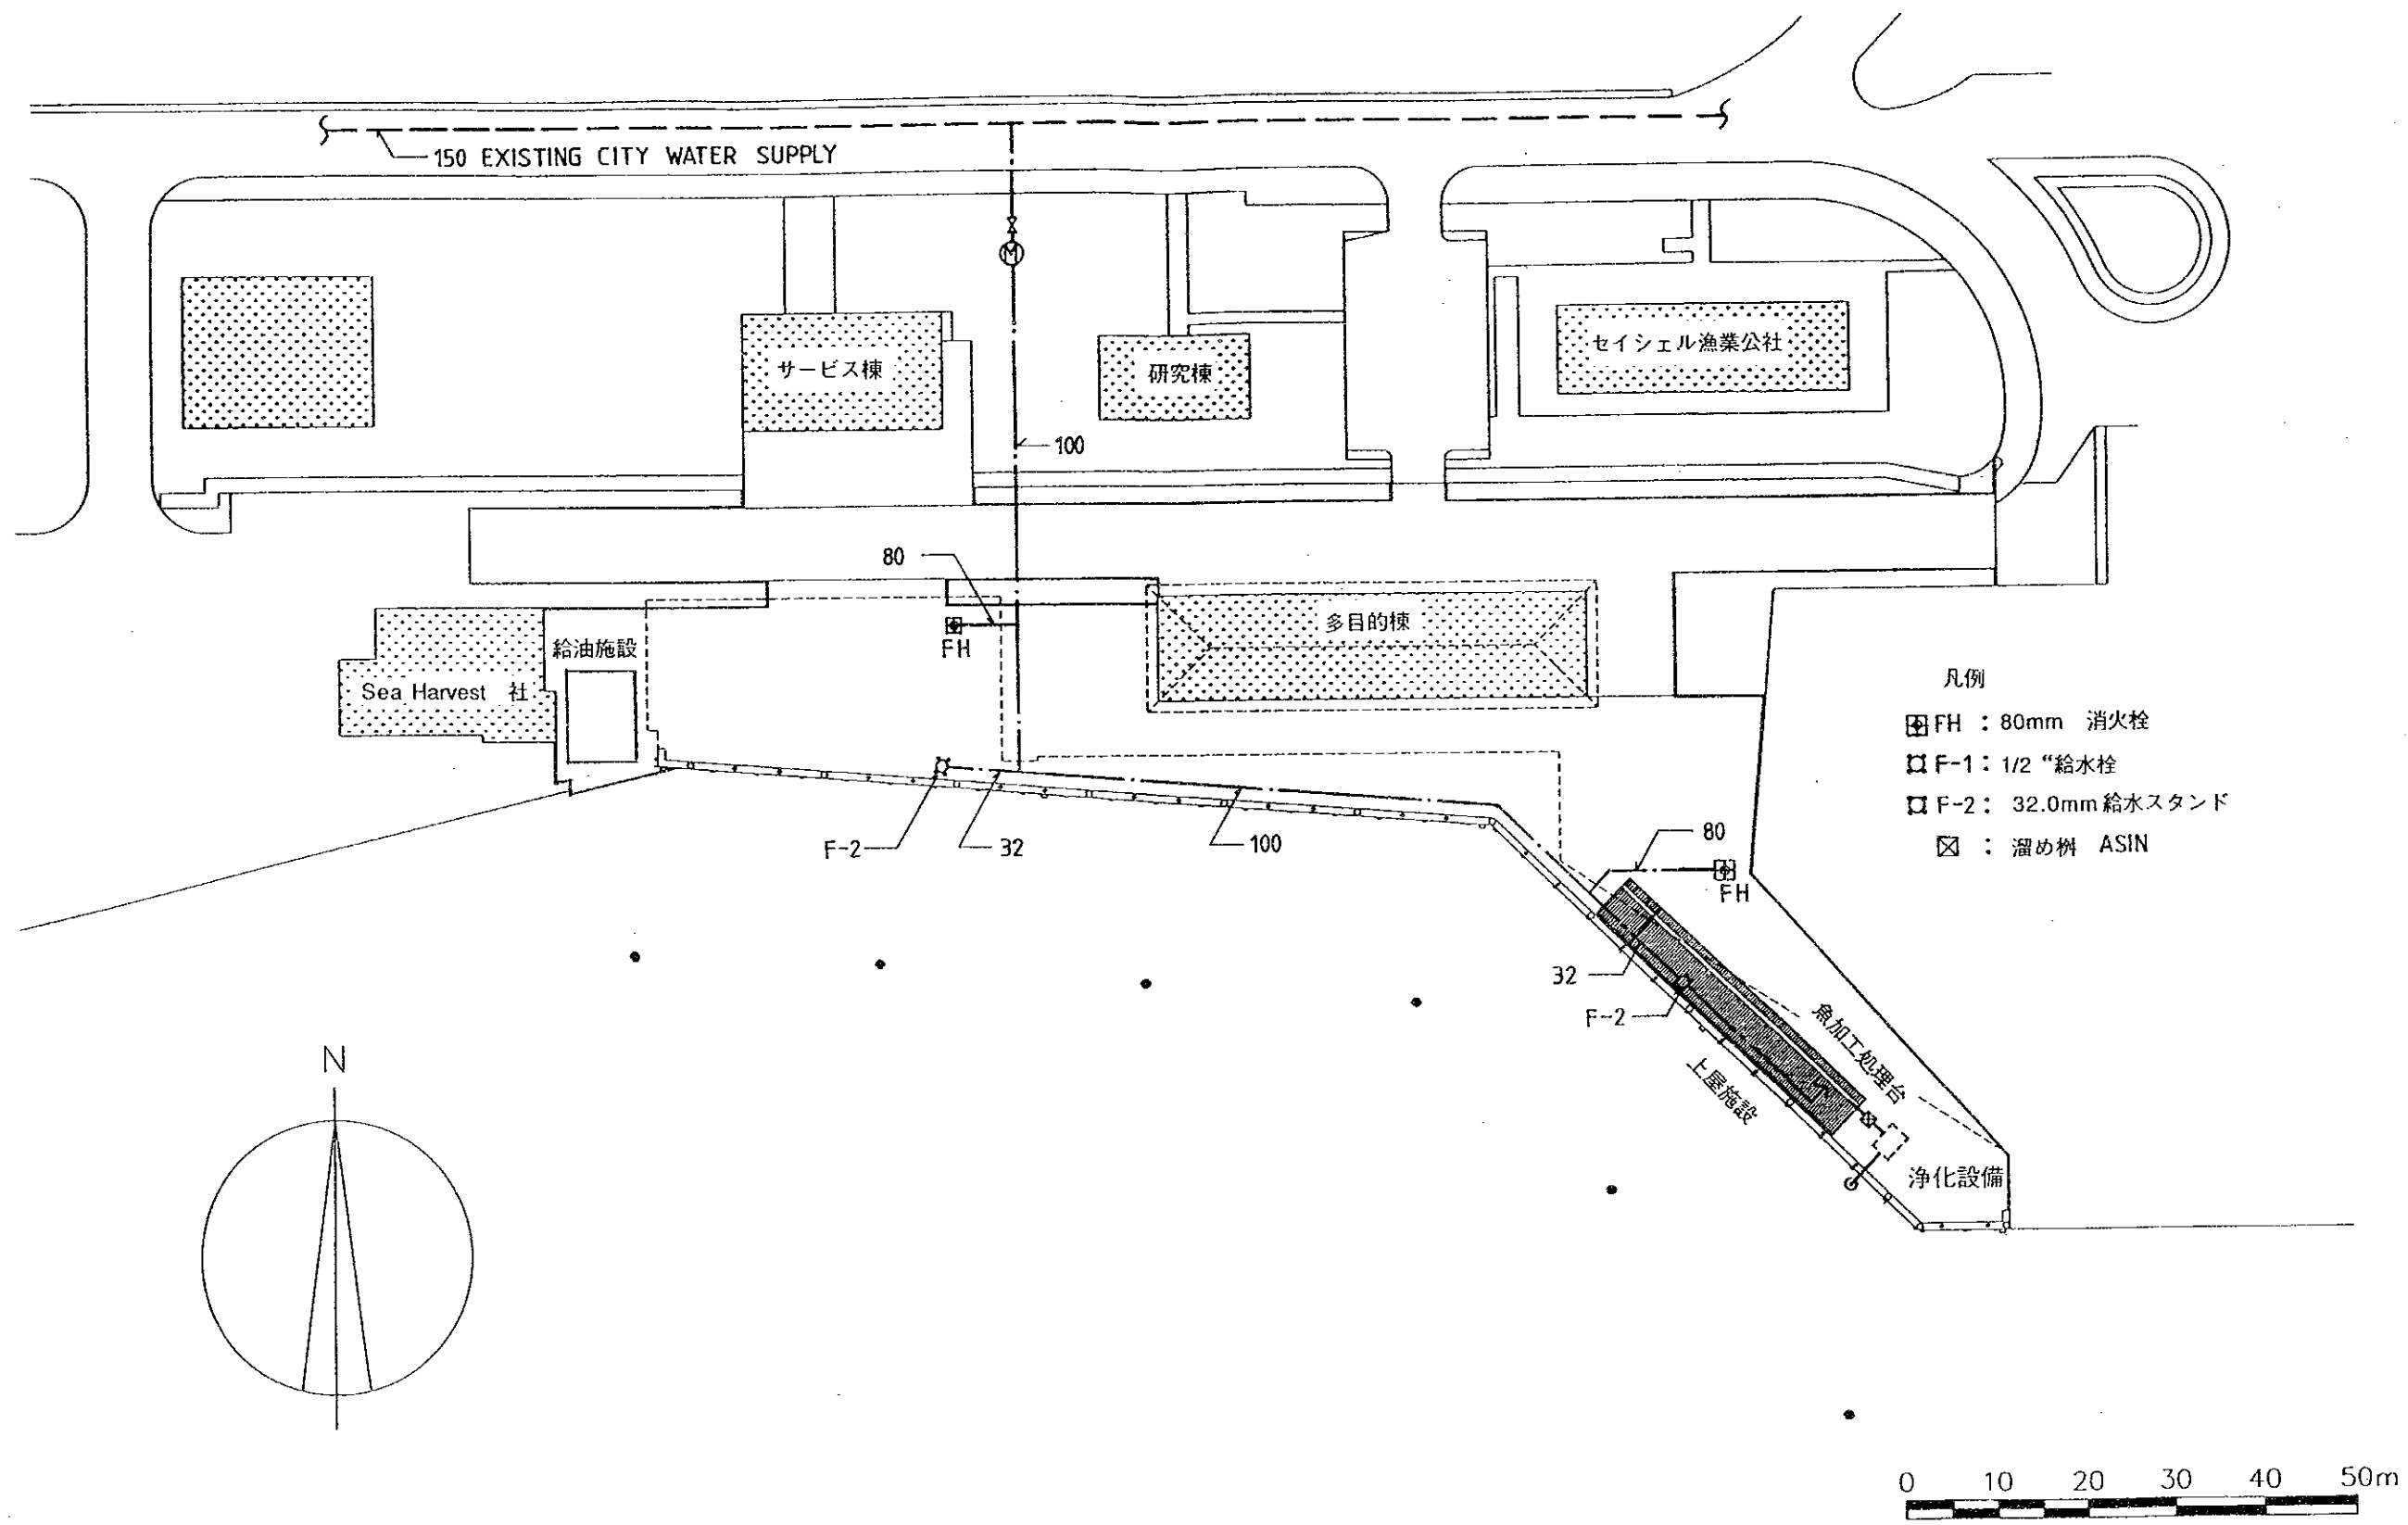 150 EXISTING CITY WATER SUPPLY
M
サービス棟
研究棟
セイシェル漁業公社
100
80
FH
給油施設
Sea Harvest 社
多目的棟
凡例
FH : 80mm 消火栓
F-1: 1/2 “給水栓
F-2: 32.0mm 給水スタンド
: 溜め桝 ASIN
F-2
32
100
80
FH
32
F-2
魚加工処理台
上屋施設
浄化設備
N
0 10 20 30 40 50m